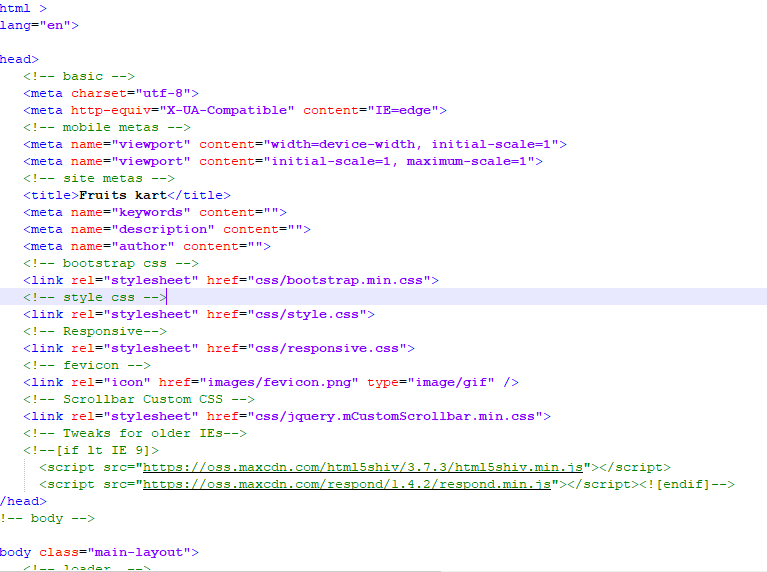 html >
lang="en">
head>
<!-- basic -->
<meta charset="utf-8">
<meta http-equiv="X-UA-Compatible" content="IE=edge">
<!-- mobile metas -->
<meta name="viewport" content="width=device-width, initial-scale=1">
<meta name="viewport" content="initial-scale=1, maximum-scale=1">
<!-- site metas -->
<title>Fruits kart</title>
<meta name="keywords" content="">
<meta name="description" content="">
<meta name="author" content="">
<!-- bootstrap css -->
<link rel="stylesheet" href="css/bootstrap.min.css">
<!-- style css -->
<link rel="stylesheet" href="css/style.css">
<!-- Responsive-->
<link rel="stylesheet" href="css/responsive.css">
<!-- fevicon -->
<link rel="icon" href="images/fevicon.png" type="image/gif" />
<!-- Scrollbar Custom CSS -->
<link rel="stylesheet" href="css/jquery.mCustomScrollbar.min.css">
<!-- Tweaks for older IEs-->
<!--[if lt IE 9]>
<script src="https://oss.maxcdn.com/html5shiv/3.7.3/html5shiv.min.js"></script>
<script src="https://oss.maxcdn.com/respond/1.4.2/respond.min.js"></script><![endif]-->
/head>
!-- body -->
body class="main-layout">
<!-- loader  -->